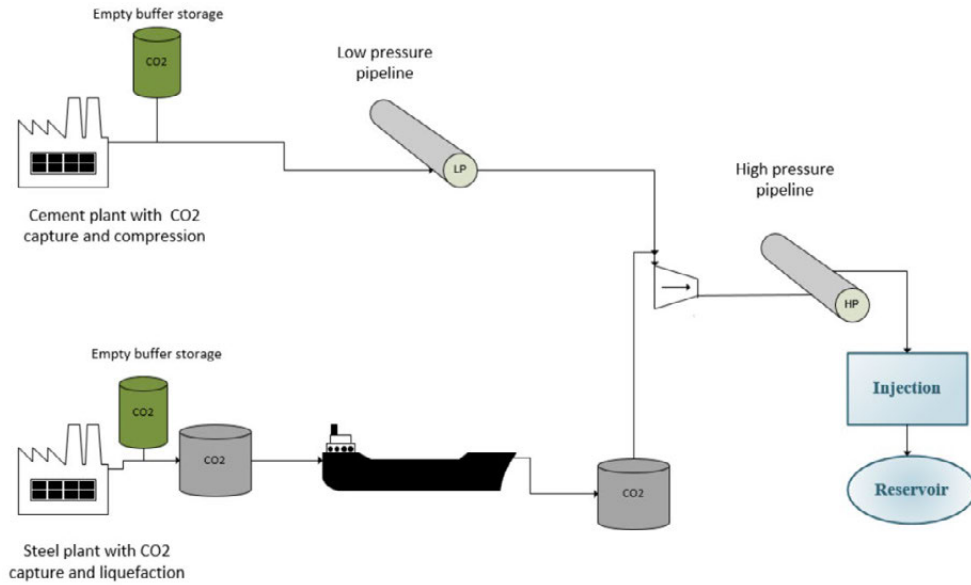 Empty buffer storage
CO2
Low pressure
pipeline
LP
High pressure
pipeline
HP
Cement plant with CO2
capture and compression
Empty buffer storage
CO2
CO2
CO2
Injection
Reservoir
Steel plant with CO2
capture and liquefaction